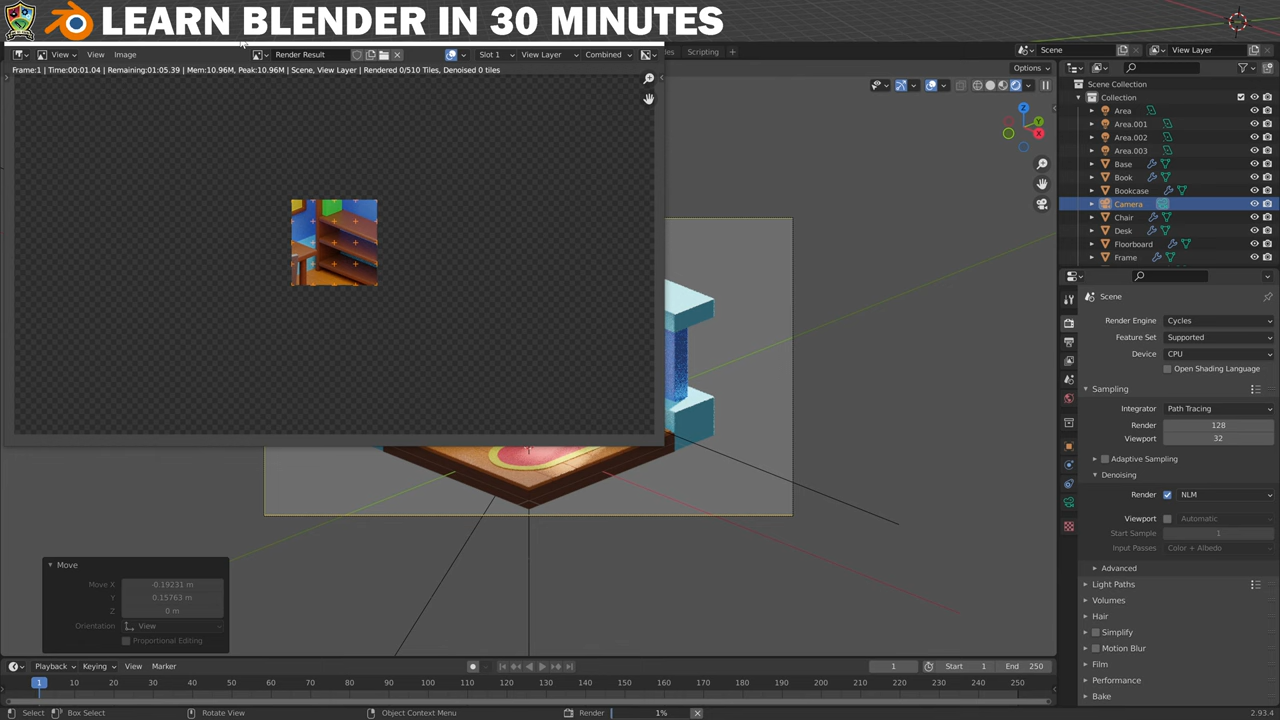 LEARN BLENDER IN 30 MINUTES
View View Image Render Result Slot 1 View Layer Combined
Frame:1 | Time:00:01.04 | Remaining:01:05.39 | Mem:10.96M, Peak:10.96M | Scene, View Layer | Rendered 0/510 Tiles, Denoised 0 tiles
Scripting +
Scene View Layer
Options
Z
Y
X
Scene Collection
Collection
Area
Area.001
Area.002
Area.003
Base
Book
Bookcase
Camera
Chair
Desk
Floorboard
Frame
Scene
Render Engine Cycles
Feature Set Supported
Device CPU
Open Shading Language
Sampling
Integrator Path Tracing
Render 128
Viewport 32
Adaptive Sampling
Denoising
Render NLM
Viewport Automatic
Start Sample 1
Input Passes Color + Albedo
Advanced
Light Paths
Volumes
Hair
Simplify
Motion Blur
Film
Performance
Bake
Move
Move X -0.19231 m
Y 0.15763 m
Z 0 m
Orientation View
Proportional Editing
Playback Keying View Marker 1 Start 1 End 250
1 10 20 30 40 50 60 70 80 90 100 110 120 130 140 150 160 170 180 190 200 210 220 230 240 250
Select Box Select Rotate View Object Context Menu Render 1% 2.93.4